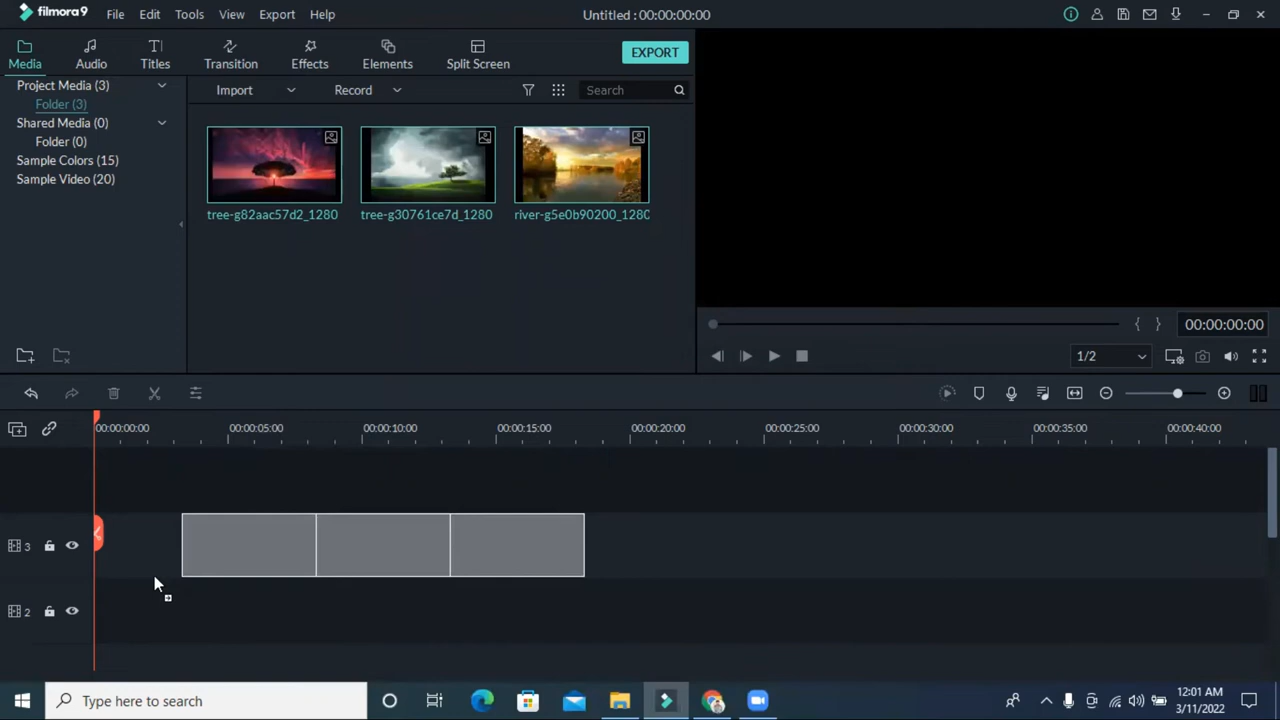 filmora9 File Edit Tools View Export Help Untitled : 00:00:00:00
Media Audio Titles Transition Effects Elements Split Screen EXPORT
Project Media (3)
Folder (3)
Shared Media (0)
Folder (0)
Sample Colors (15)
Sample Video (20)
Import Record Search
tree-g82aac57d2_1280 tree-g30761ce7d_1280 river-g5e0b90200_1280
{ } 00:00:00:00
1/2
00:00:00:00 00:00:05:00 00:00:10:00 00:00:15:00 00:00:20:00 00:00:25:00 00:00:30:00 00:00:35:00 00:00:40:00
3
2
Type here to search
12:01 AM
3/11/2022